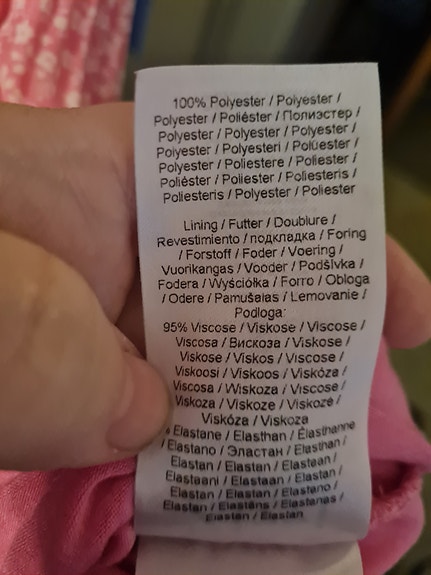 100% Polyester / Polyester /
Polyester / Poliéster / Полиэстер /
Polyester / Polyester / Polyester /
Polyester / Polyesteri / Polüester /
Polyester / Poliestere / Poliester /
Poliéster / Poliester / Poliesteris /
Poliesteris / Polyester / Poliester
Lining / Futter / Doublure /
Revestimiento / подкладка / Foring
/ Forstoff / Foder / Voering /
Vuorikangas / Vooder / Podšívka /
Fodera / Wyściółka / Forro / Obloga
/ Odere / Pamušalas / Lemovanie /
Podloga:
95% Viscose / Viskose / Viscose /
Viscosa / Вискоза / Viskose /
Viskose / Viskos / Viscose /
Viskoosi / Viskoos / Viskóza /
Viscosa / Wiskoza / Viscose /
Viskoza / Viskoze / Viskozė /
Viskóza / Viskoza
Elastane / Elasthan / Élasthanne
/ Elastano / Эластан / Elasthan /
Elastan / Elastan / Elastaan /
Elastaani / Elastaan / Elastan /
Elastan / Elastan / Elastano /
Elastan / Elastāns / Elastanas /
Elastan / Elastan